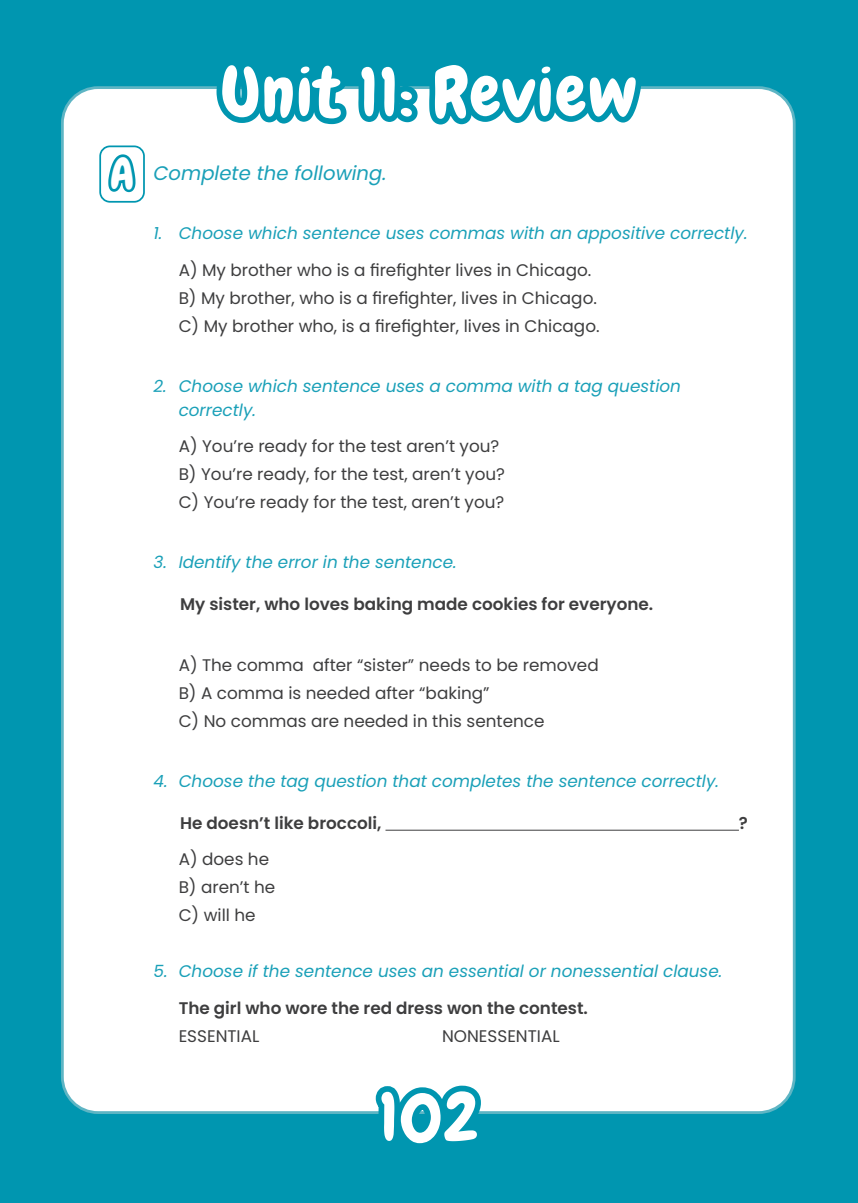 Unit 11: Review
A Complete the following.
1. Choose which sentence uses commas with an appositive correctly.
A) My brother who is a firefighter lives in Chicago.
B) My brother, who is a firefighter, lives in Chicago.
C) My brother who, is a firefighter, lives in Chicago.
2. Choose which sentence uses a comma with a tag question
correctly.
A) You’re ready for the test aren’t you?
B) You’re ready, for the test, aren’t you?
C) You’re ready for the test, aren’t you?
3. Identify the error in the sentence.
My sister, who loves baking made cookies for everyone.
A) The comma  after “sister” needs to be removed
B) A comma is needed after “baking”
C) No commas are needed in this sentence
4. Choose the tag question that completes the sentence correctly.
He doesn’t like broccoli, ______________________________________?
A) does he
B) aren’t he
C) will he
5. Choose if the sentence uses an essential or nonessential clause.
The girl who wore the red dress won the contest.
ESSENTIAL NONESSENTIAL
102